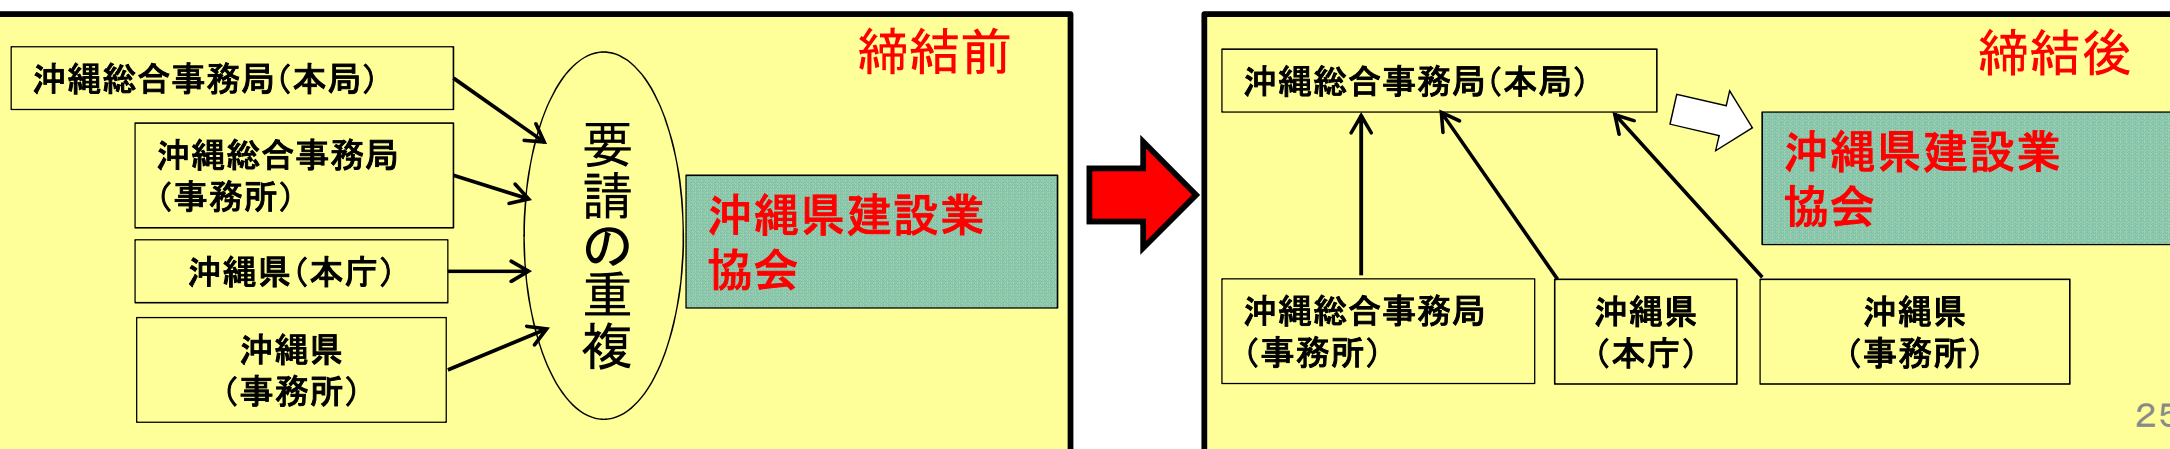 締結前
沖縄総合事務局（本局）
沖縄総合事務局
（事務所）
沖縄県（本庁）
沖縄県
（事務所）
要請の重複
沖縄県建設業
協会
締結後
沖縄総合事務局（本局）
沖縄県建設業
協会
沖縄総合事務局
（事務所）
沖縄県
（本庁）
沖縄県
（事務所）
25